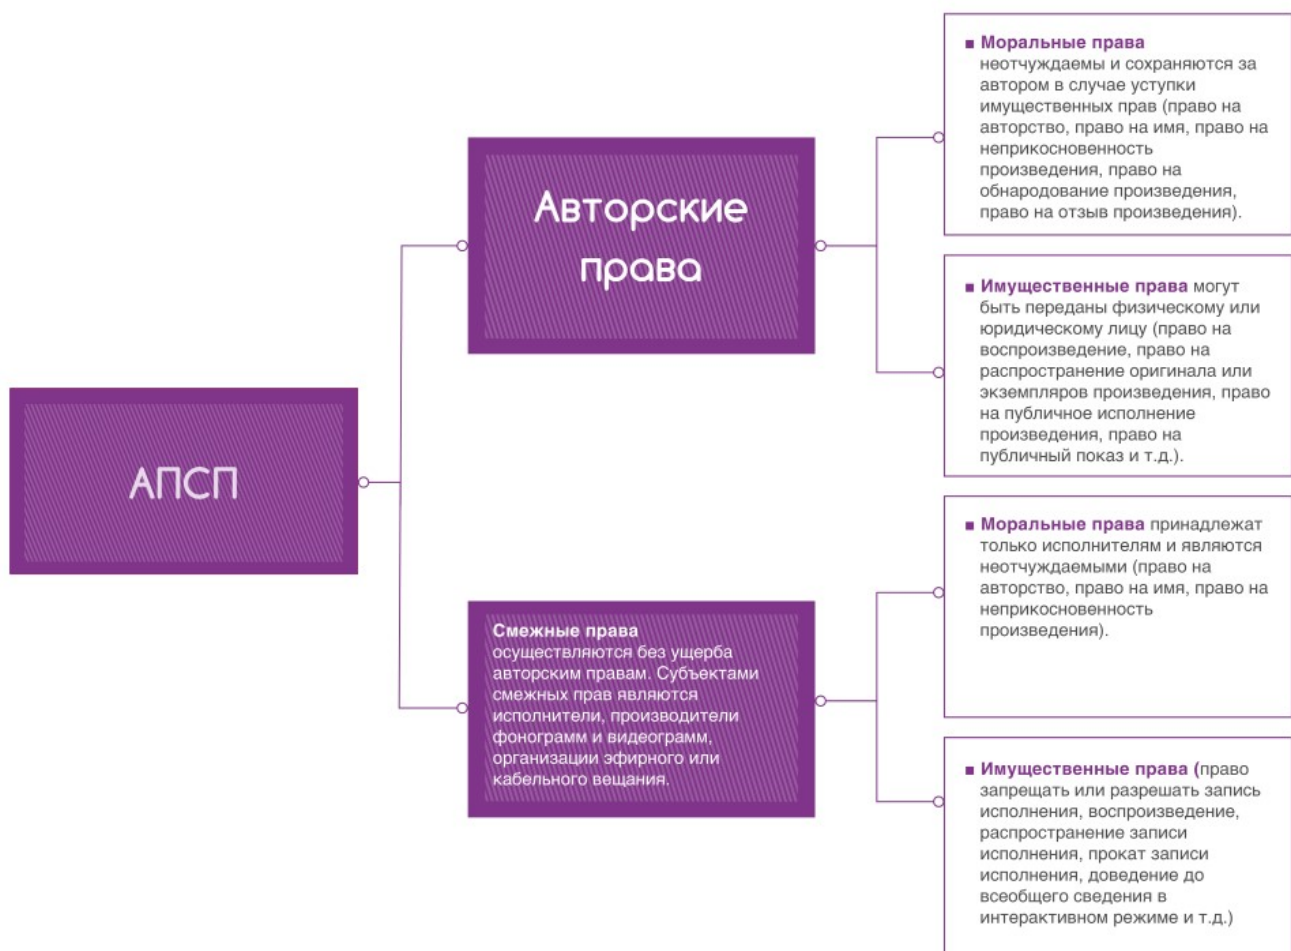 АПСП
Авторские
права
■ Моральные права
неотчуждаемы и сохраняются за
автором в случае уступки
имущественных прав (право на
авторство, право на имя, право на
неприкосновенность
произведения, право на
обнародование произведения,
право на отзыв произведения).
■ Имущественные права могут
быть переданы физическому или
юридическому лицу (право на
воспроизведение, право на
распространение оригинала или
экземпляров произведения, право
на публичное исполнение
произведения, право на
публичный показ и т.д.).
Смежные права
осуществляются без ущерба
авторским правам. Субъектами
смежных прав являются
исполнители, производители
фонограмм и видеограмм,
организации эфирного или
кабельного вещания.
■ Моральные права принадлежат
только исполнителям и являются
неотчуждаемыми (право на
авторство, право на имя, право на
неприкосновенность
произведения).
■ Имущественные права (право
запрещать или разрешать запись
исполнения, воспроизведение,
распространение записи
исполнения, прокат записи
исполнения, доведение до
всеобщего сведения в
интерактивном режиме и т.д.)